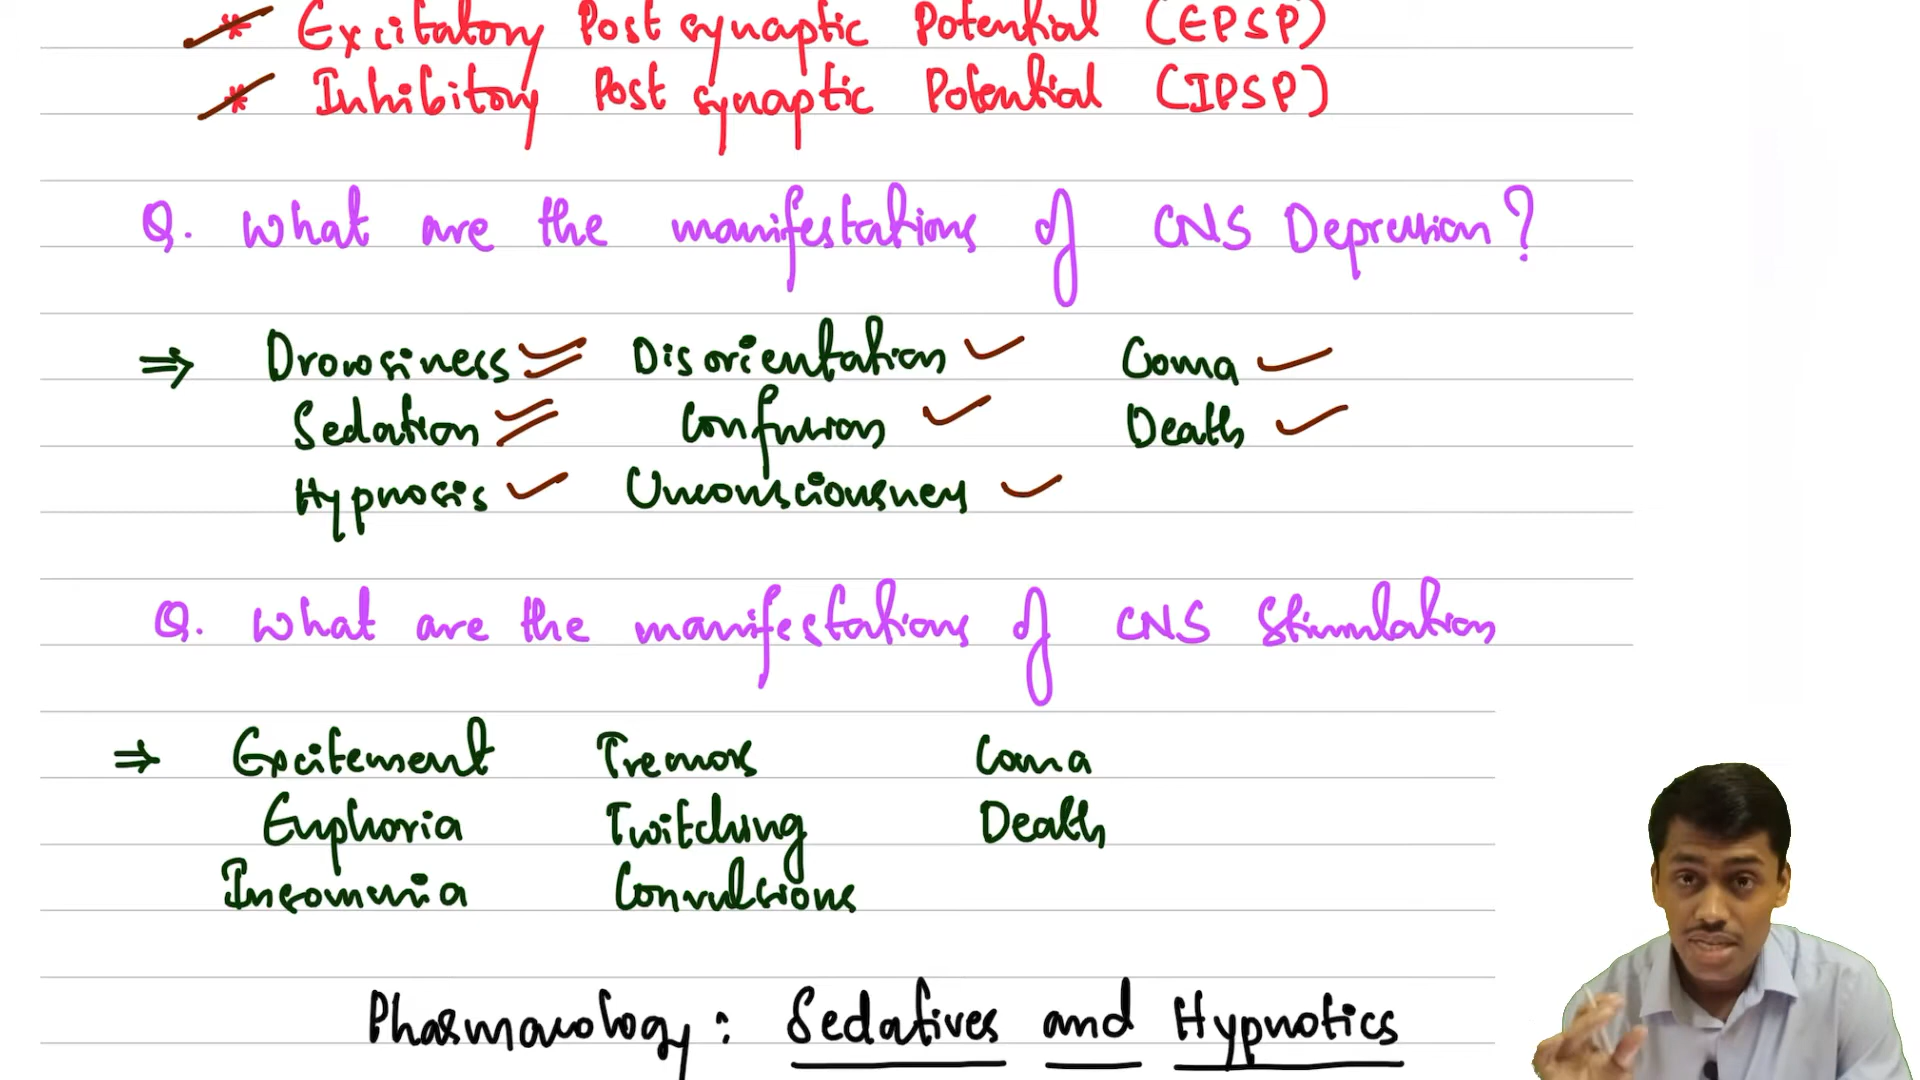 * Excitatory Post synaptic Potential (EPSP)
* Inhibitory Post synaptic Potential (IPSP)
Q. What are the manifestations of CNS Depression?
⇒ Drowsiness Disorientation Coma
Sedation Confusion Death
Hypnosis Unconsciousness
Q. What are the manifestations of CNS Stimulation
⇒ Excitement Tremors Coma
Euphoria Twitching Death
Insomnia Convulsions
Pharmacology: Sedatives and Hypnotics